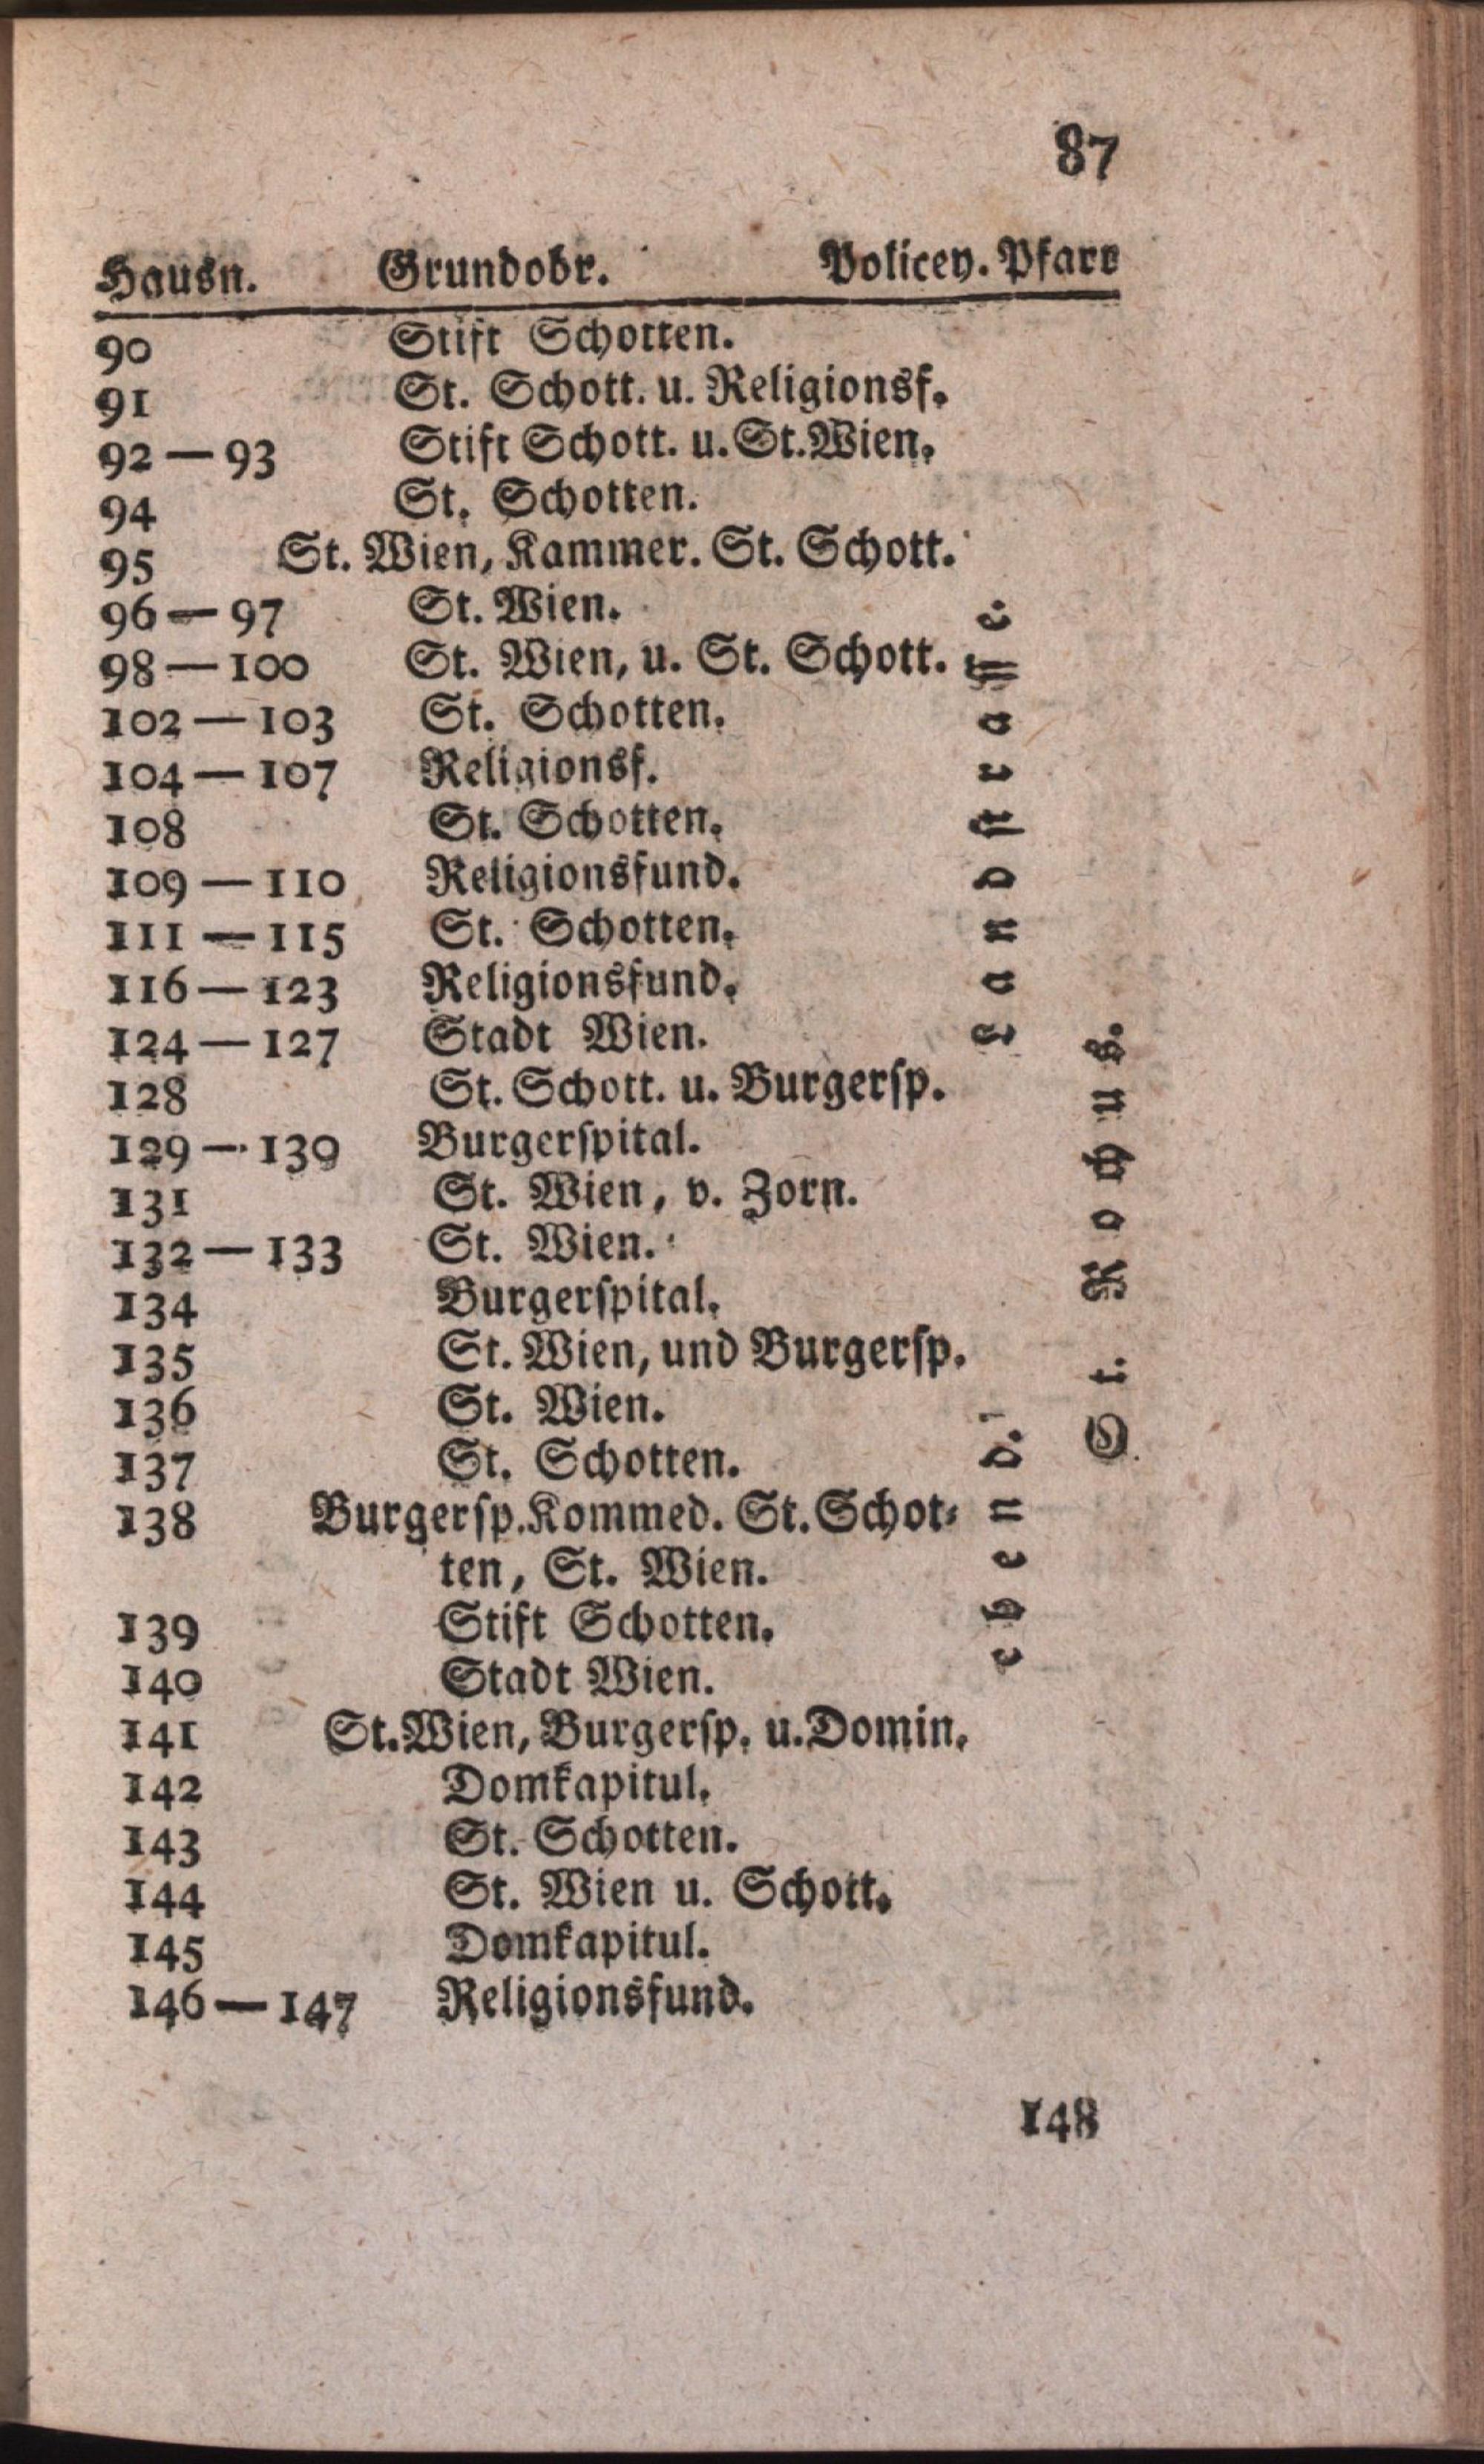 87
Hausn. Grundobr. Policey. Pfarr
90 Stift Schotten.
91 St. Schott. u. Religionsf.
92 — 93 Stift Schott. u. St. Wien.
94 St. Schotten.
95 St. Wien, Kammer. St. Schott.
96 — 97 St. Wien.
98 — 100 St. Wien, u. St. Schott.
102 — 103 St. Schotten.
104 — 107 Religionsf.
108 St. Schotten.
109 — 110 Religionsfund.
111 — 115 St. Schotten.
116 — 123 Religionsfund.
124 — 127 Stadt Wien.
128 St. Schott. u. Burgersp.
129 — 130 Burgerspital.
131 St. Wien, v. Zorn.
132 — 133 St. Wien.
134 Burgerspital.
135 St. Wien, und Burgersp.
136 St. Wien.
137 St. Schotten.
138 Burgersp. Kommed. St. Schot-
ten, St. Wien.
139 Stift Schotten.
140 Stadt Wien.
141 St. Wien, Burgersp. u. Domin.
142 Domkapitul.
143 St. Schotten.
144 St. Wien u. Schott.
145 Domkapitul.
146 — 147 Religionsfund.
Landstraße.
ebend.
St. Rochus.
148